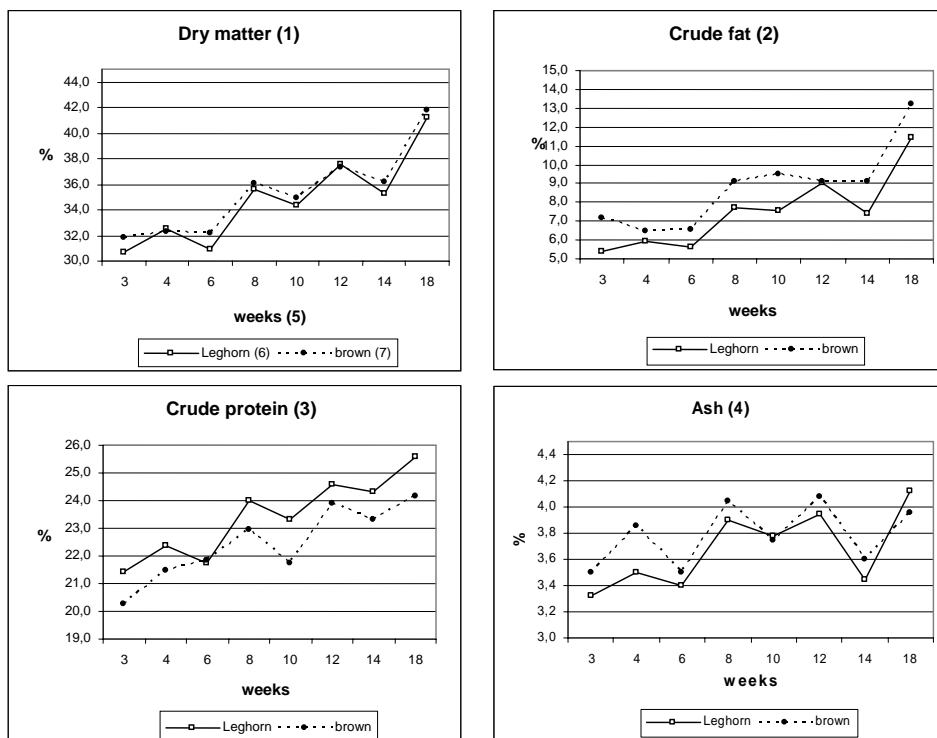 Dry matter (1)
44,0
42,0
40,0
%
38,0
36,0
34,0
32,0
30,0
3 4 6 8 10 12 14 18
weeks (5)
Leghorn (6) brown (7)
Crude fat (2)
15,0
14,0
13,0
12,0
%
11,0
10,0
9,0
8,0
7,0
6,0
5,0
3 4 6 8 10 12 14 18
weeks
Leghorn brown
Crude protein (3)
26,0
25,0
24,0
23,0
%
22,0
21,0
20,0
19,0
3 4 6 8 10 12 14 18
weeks
Leghorn brown
Ash (4)
4,4
4,2
4,0
3,8
%
3,6
3,4
3,2
3,0
3 4 6 8 10 12 14 18
weeks
Leghorn brown